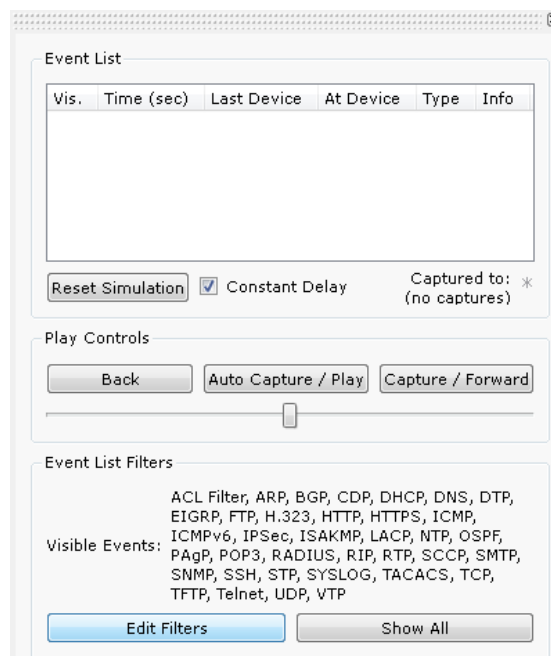 Event List
Vis. Time (sec) Last Device At Device Type Info
Reset Simulation Constant Delay Captured to: *
(no captures)
Play Controls
Back Auto Capture / Play Capture / Forward
Event List Filters
Visible Events: ACL Filter, ARP, BGP, CDP, DHCP, DNS, DTP,
EIGRP, FTP, H.323, HTTP, HTTPS, ICMP,
ICMPv6, IPSec, ISAKMP, LACP, NTP, OSPF,
PAgP, POP3, RADIUS, RIP, RTP, SCCP, SMTP,
SNMP, SSH, STP, SYSLOG, TACACS, TCP,
TFTP, Telnet, UDP, VTP
Edit Filters Show All